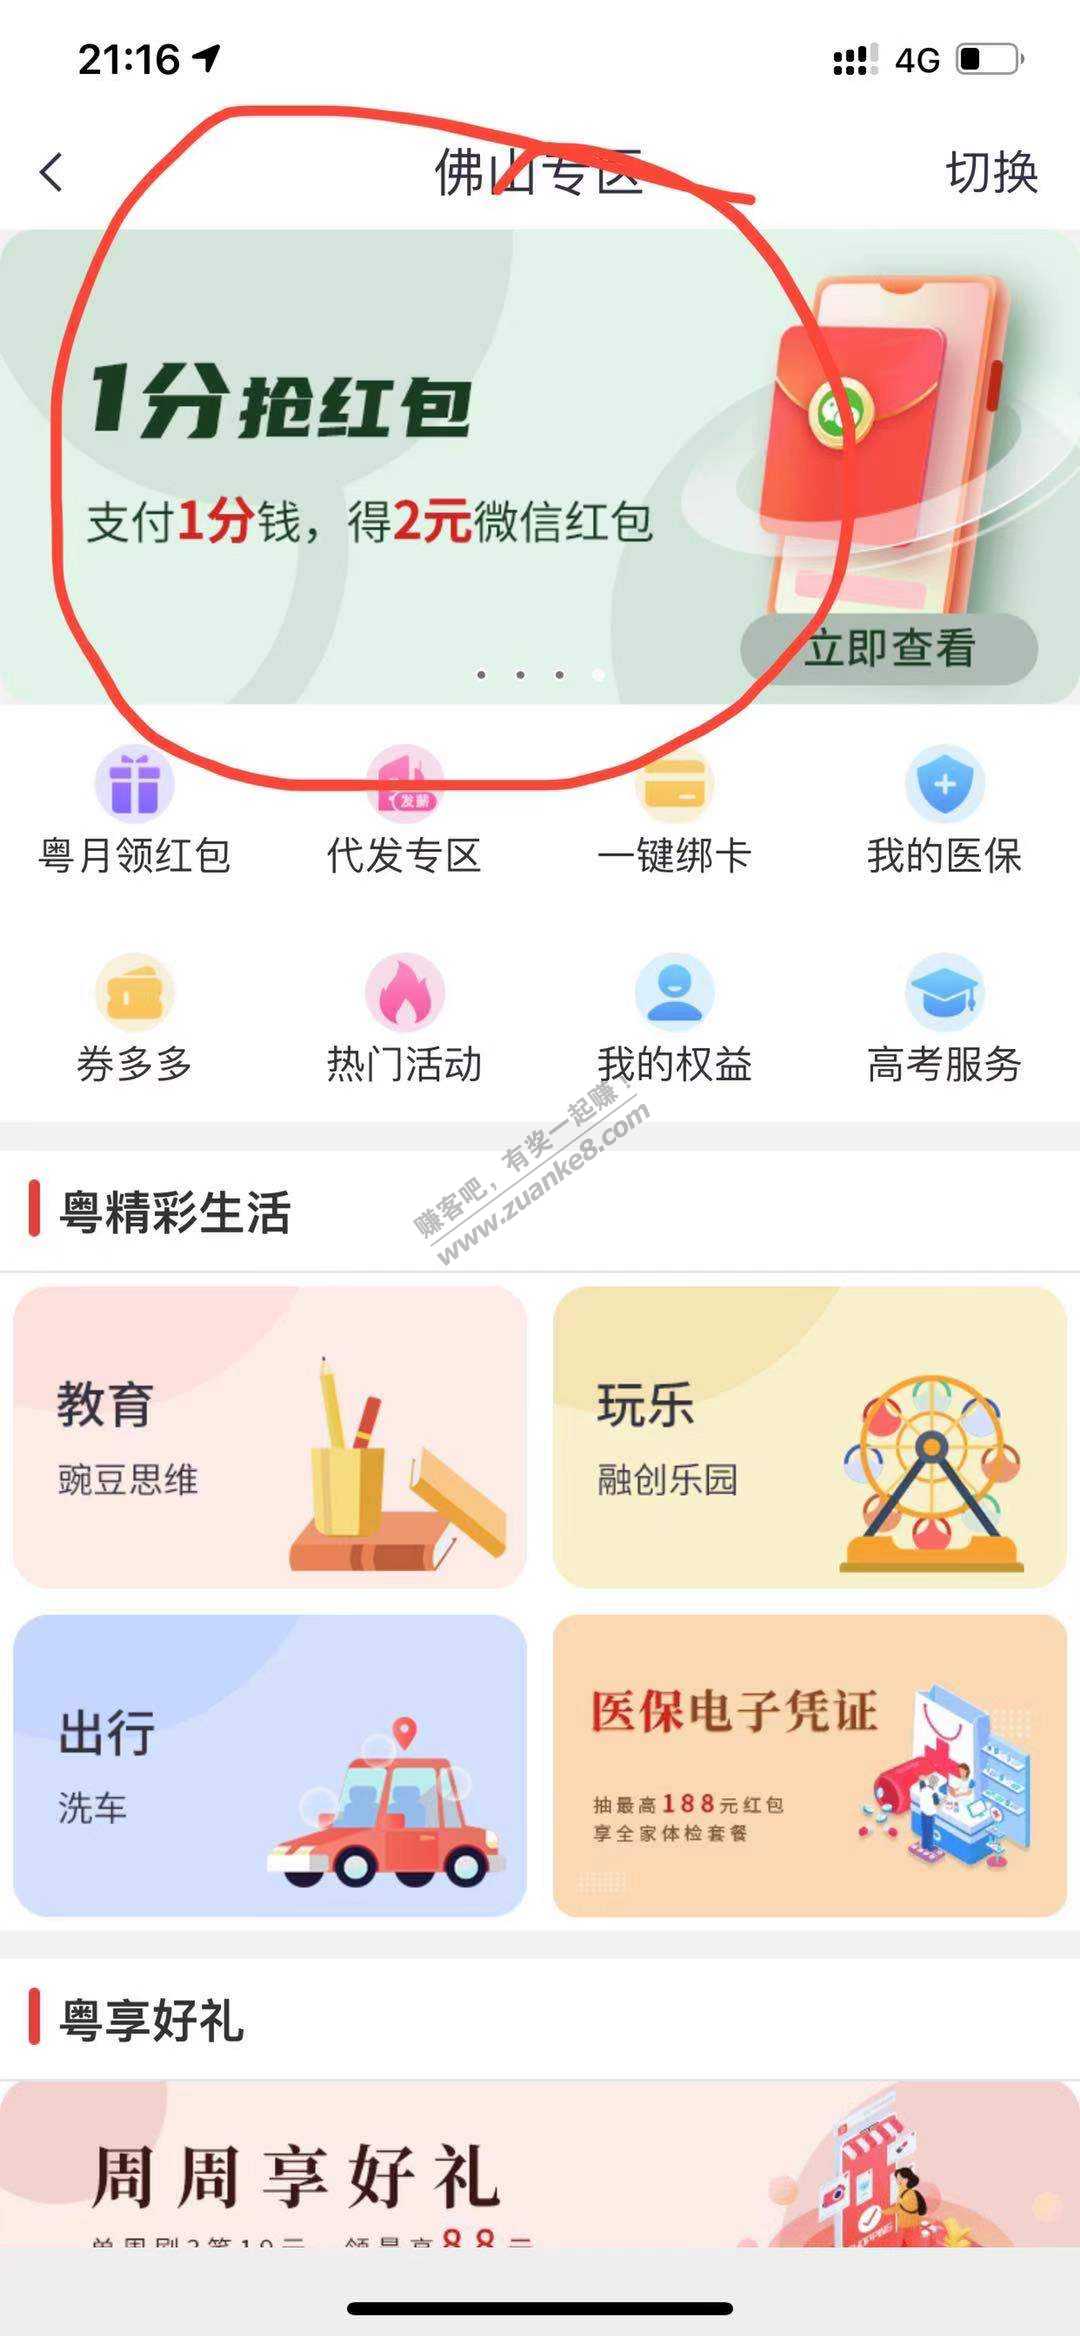 21:16
4G
佛山专区
切换
1分抢红包
支付1分钱，得2元微信红包
立即查看
发薪
粤月领红包
代发专区
一键绑卡
我的医保
券多多
热门活动
我的权益
高考服务
赚客吧，有奖一起赚！
www.zuanke8.com
粤精彩生活
教育
豌豆思维
玩乐
融创乐园
出行
洗车
医保电子凭证
抽最高188元红包
享全家体检套餐
粤享好礼
周周享好礼